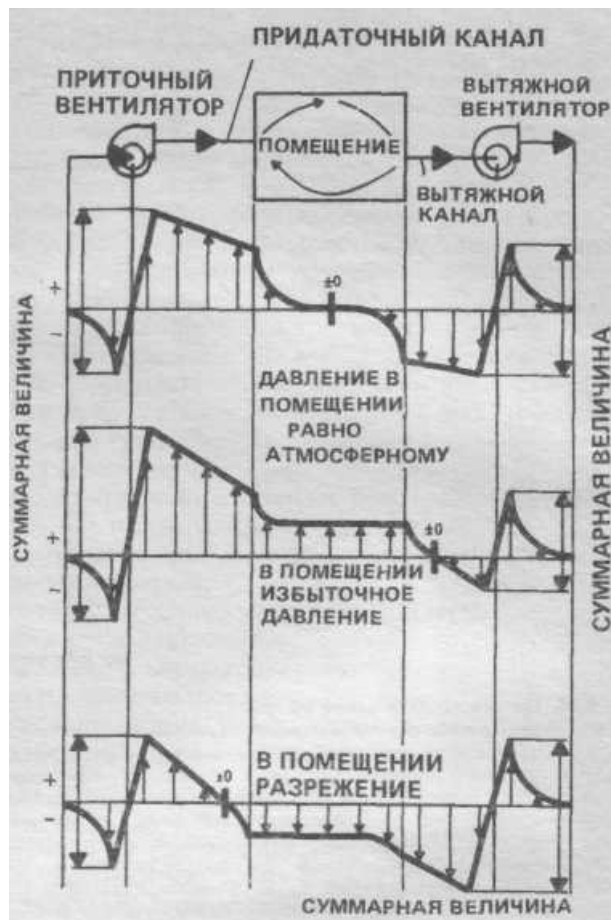 ПРИДАТОЧНЫЙ КАНАЛ
ПРИТОЧНЫЙ
ВЕНТИЛЯТОР
ВЫТЯЖНОЙ
ВЕНТИЛЯТОР
ПОМЕЩЕНИЕ
ВЫТЯЖНОЙ
КАНАЛ
+
−
±0
ДАВЛЕНИЕ В
ПОМЕЩЕНИИ
РАВНО
АТМОСФЕРНОМУ
СУММАРНАЯ ВЕЛИЧИНА
СУММАРНАЯ ВЕЛИЧИНА
+
−
±0
В ПОМЕЩЕНИИ
ИЗБЫТОЧНОЕ
ДАВЛЕНИЕ
+
−
±0
В ПОМЕЩЕНИИ
РАЗРЕЖЕНИЕ
СУММАРНАЯ ВЕЛИЧИНА